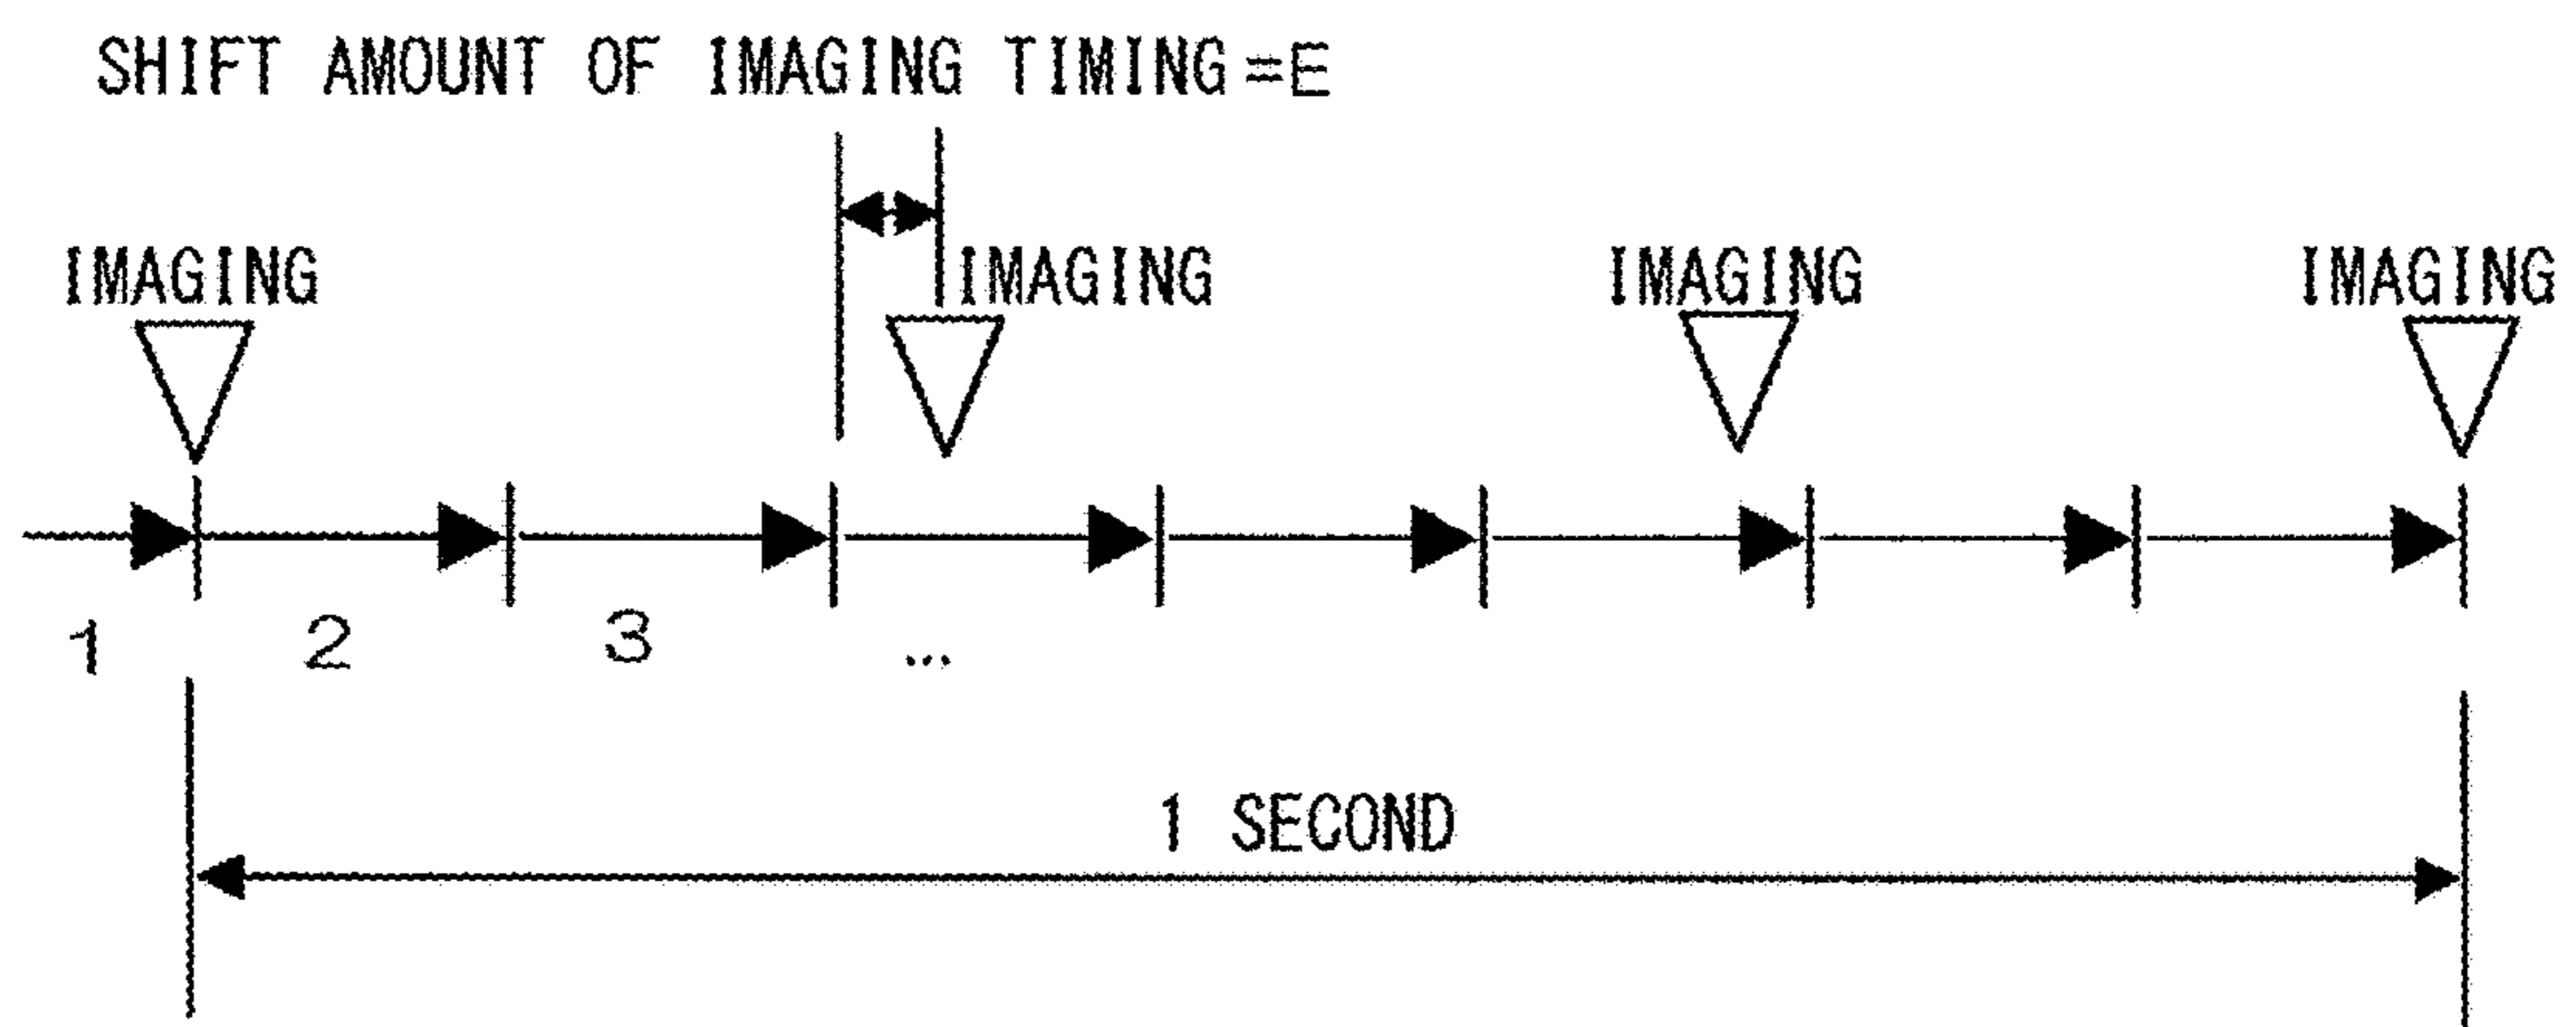 SHIFT AMOUNT OF IMAGING TIMING=E
IMAGING IMAGING IMAGING IMAGING
1 2 3 ...
1 SECOND